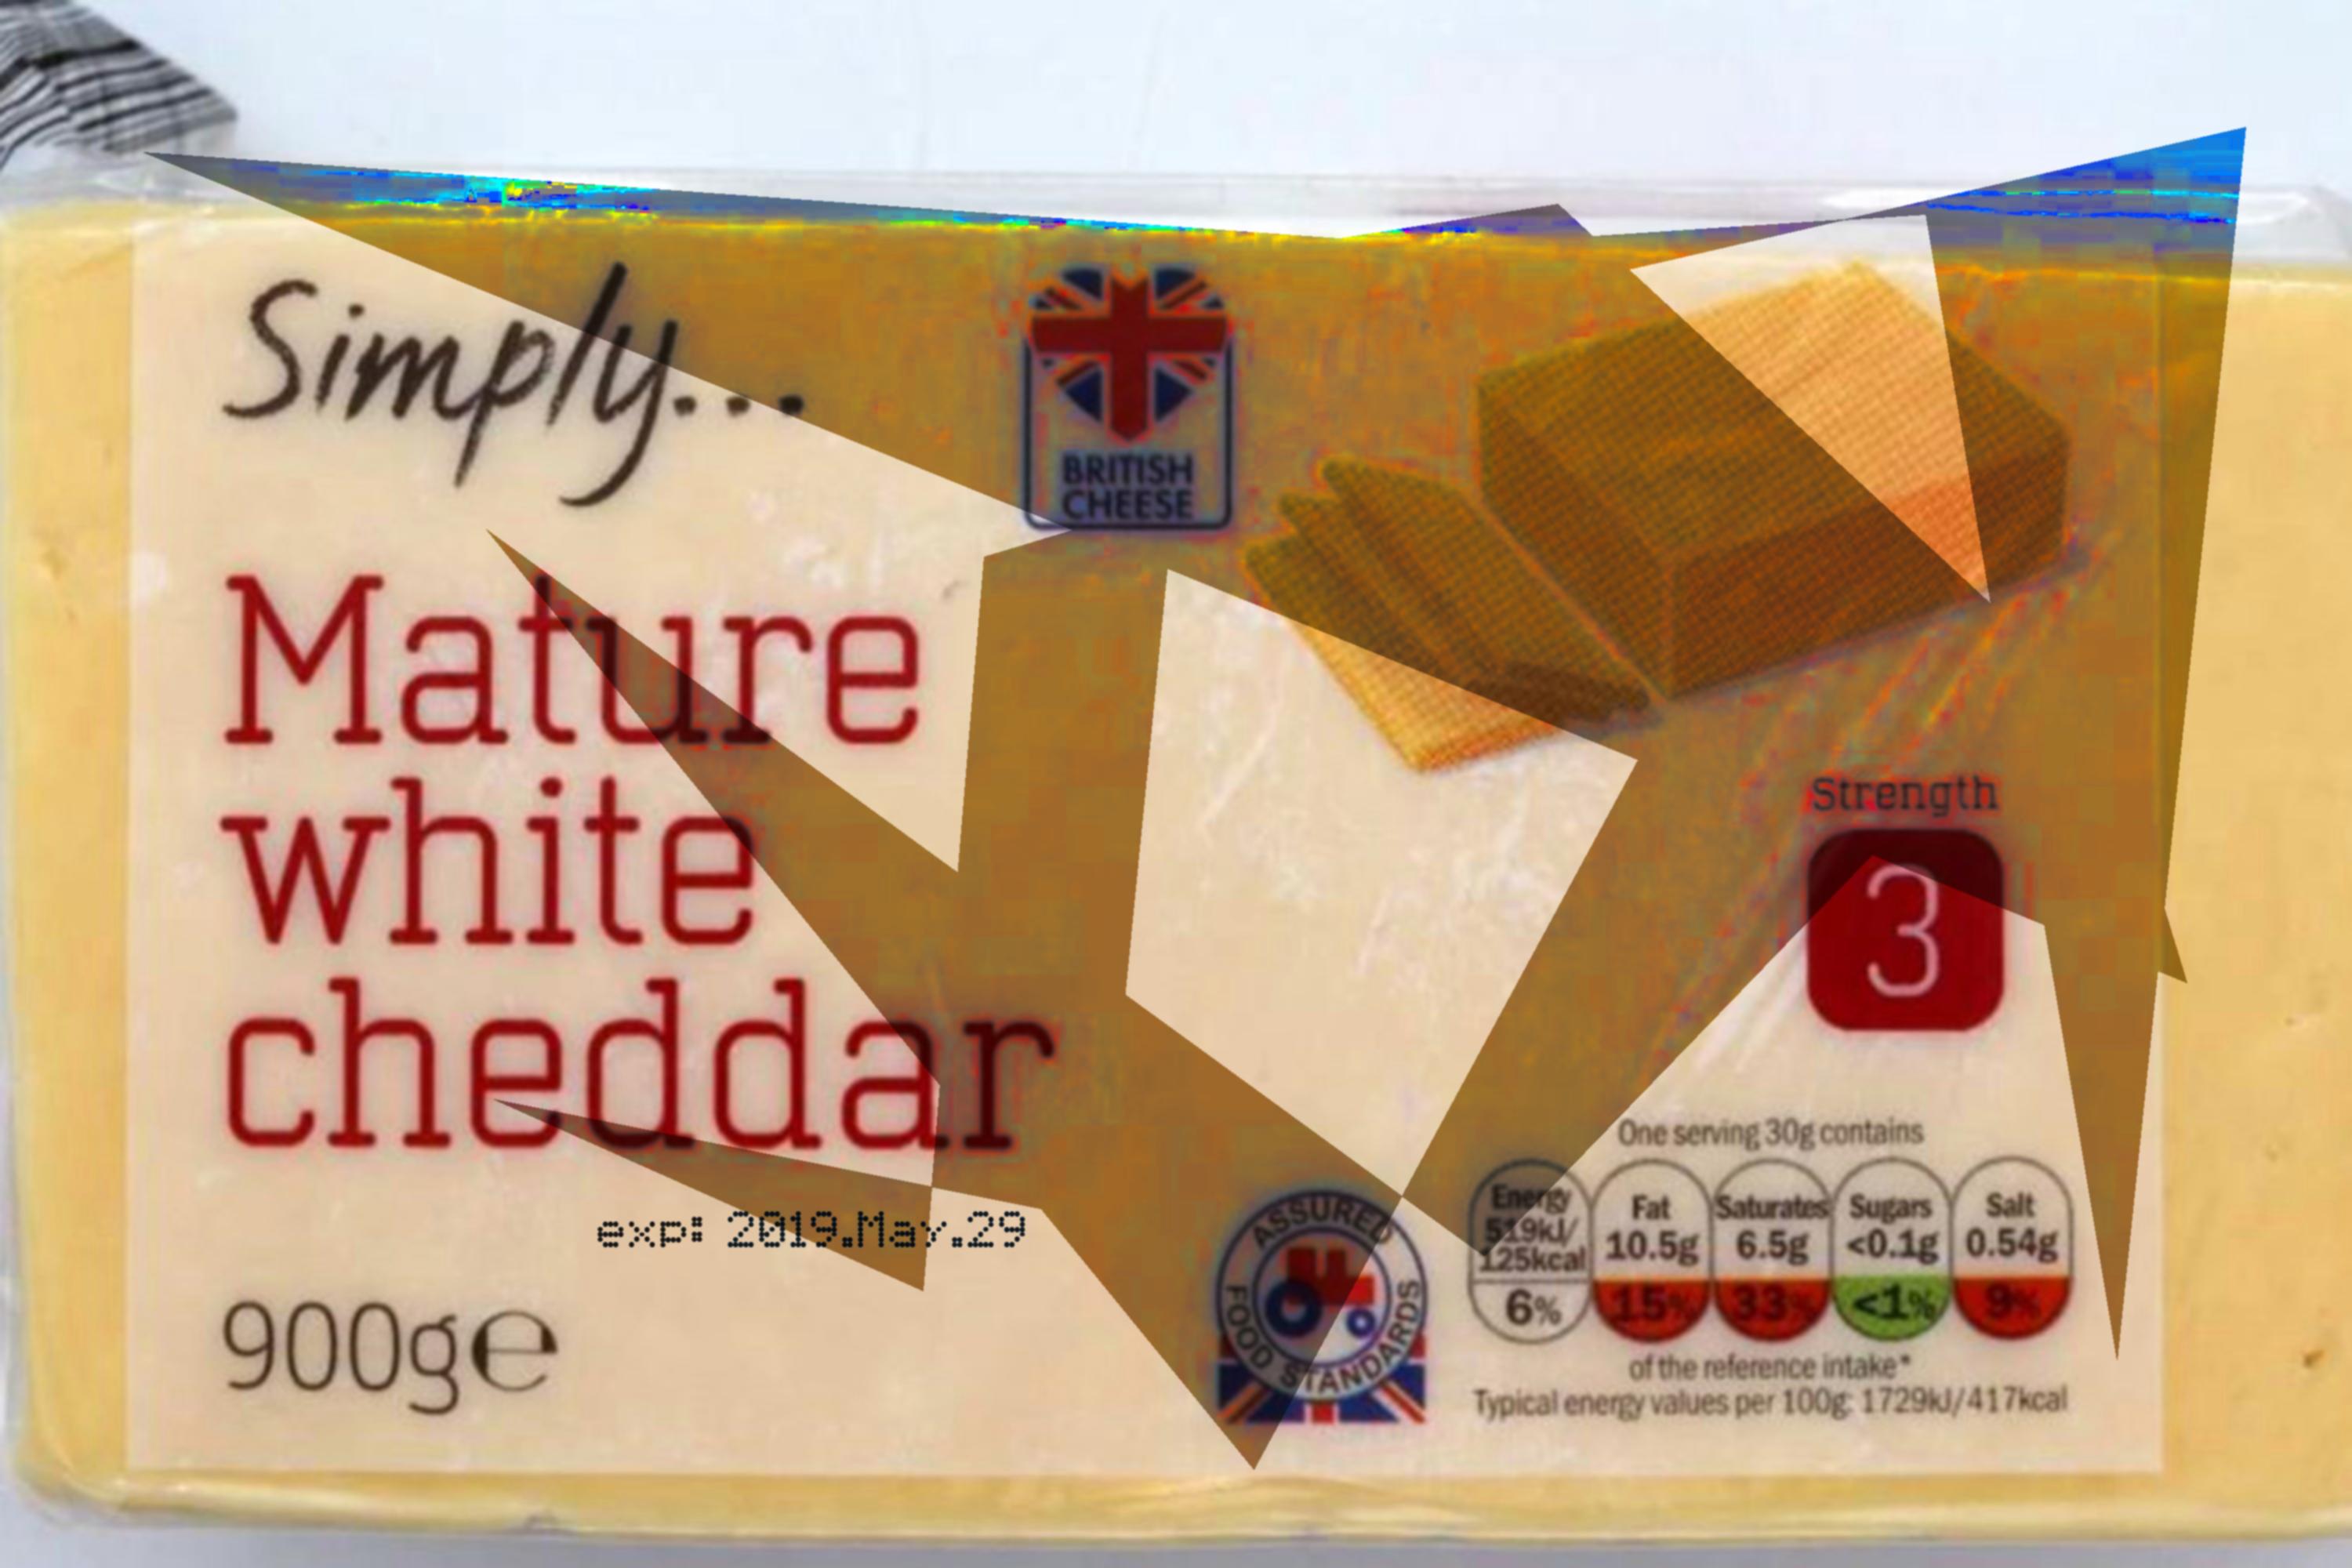 Simply...
BRITISH
CHEESE
Mature
white
cheddar
Strength
3
exp: 2019.May.29
900g℮
ASSURED
FOOD STANDARDS
One serving 30g contains
Energy Fat Saturates Sugars Salt
519kJ/
125kcal 10.5g 6.5g <0.1g 0.54g
6% 15% 33% <1% 9%
of the reference intake*
Typical energy values per 100g: 1729kJ/417kcal